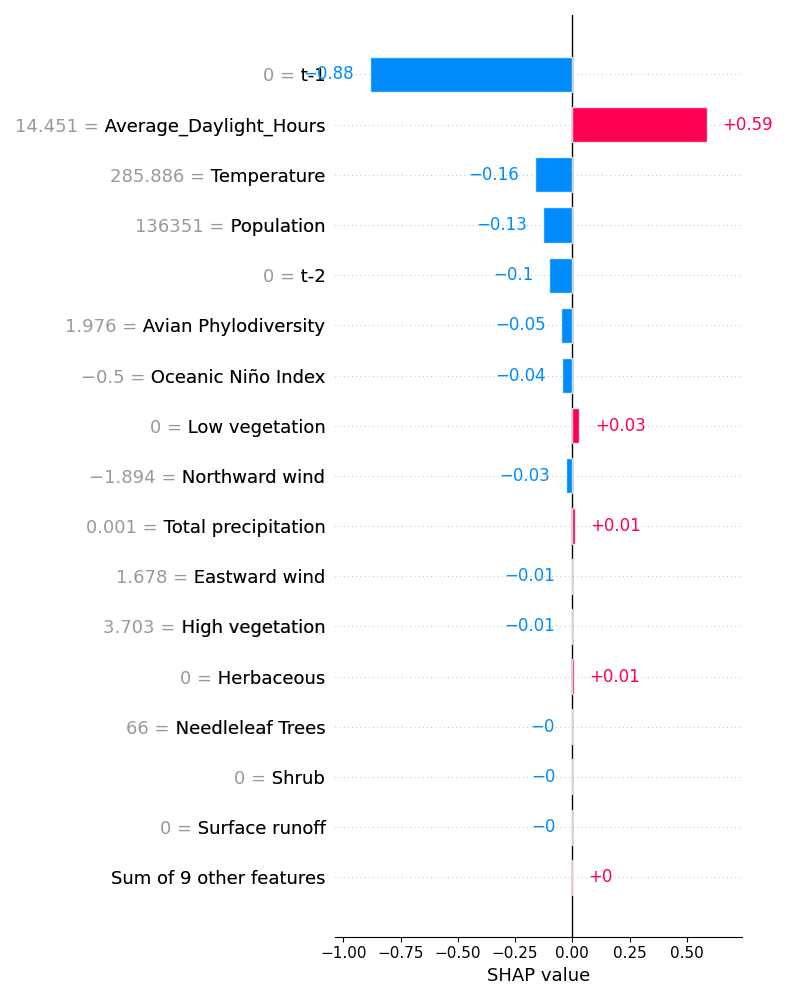 0 = t-1 −0.88
14.451 = Average_Daylight_Hours +0.59
285.886 = Temperature −0.16
136351 = Population −0.13
0 = t-2 −0.1
1.976 = Avian Phylodiversity −0.05
−0.5 = Oceanic Niño Index −0.04
0 = Low vegetation +0.03
−1.894 = Northward wind −0.03
0.001 = Total precipitation +0.01
1.678 = Eastward wind −0.01
3.703 = High vegetation −0.01
0 = Herbaceous +0.01
66 = Needleleaf Trees −0
0 = Shrub −0
0 = Surface runoff −0
Sum of 9 other features +0
−1.00 −0.75 −0.50 −0.25 0.00 0.25 0.50
SHAP value